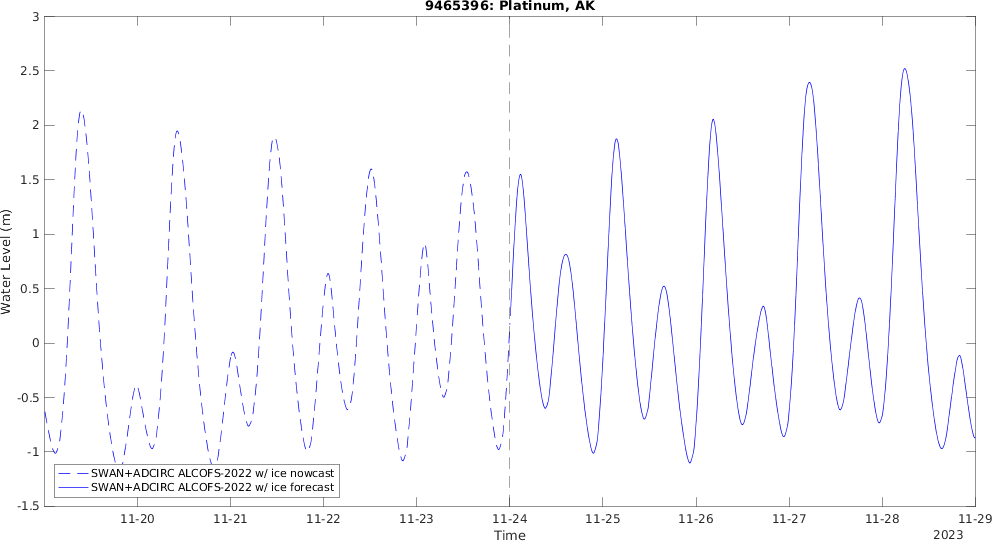 9465396: Platinum, AK
3
2.5
2
1.5
1
0.5
0
-0.5
-1
-1.5
Water Level (m)
SWAN+ADCIRC ALCOFS-2022 w/ ice nowcast
SWAN+ADCIRC ALCOFS-2022 w/ ice forecast
11-20 11-21 11-22 11-23 11-24 11-25 11-26 11-27 11-28 11-29
Time
2023